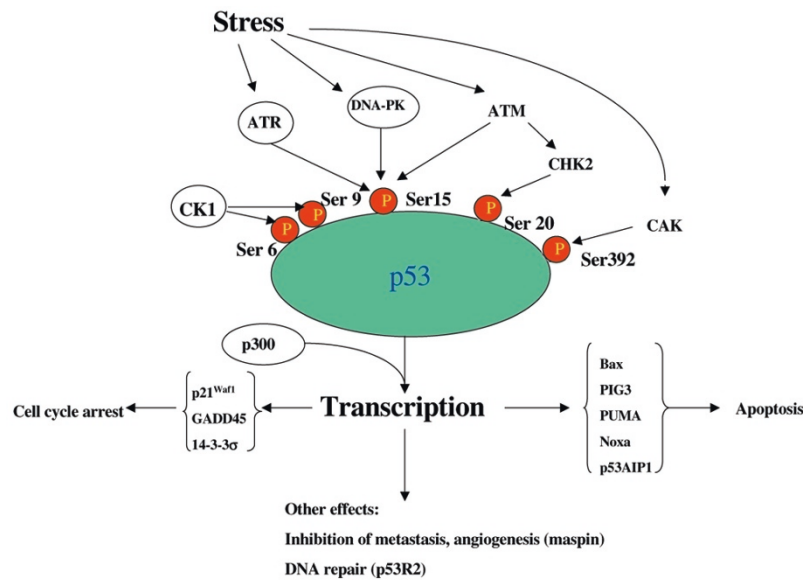 Stress
ATR
DNA-PK
ATM
CHK2
CK1
Ser 9
P
P
Ser15
P
Ser 20
CAK
Ser 6
P
P
Ser392
p53
p300
Cell cycle arrest
p21Waf1
GADD45
14-3-3σ
Transcription
Bax
PIG3
PUMA
Noxa
p53AIP1
Apoptosis
Other effects:
Inhibition of metastasis, angiogenesis (maspin)
DNA repair (p53R2)